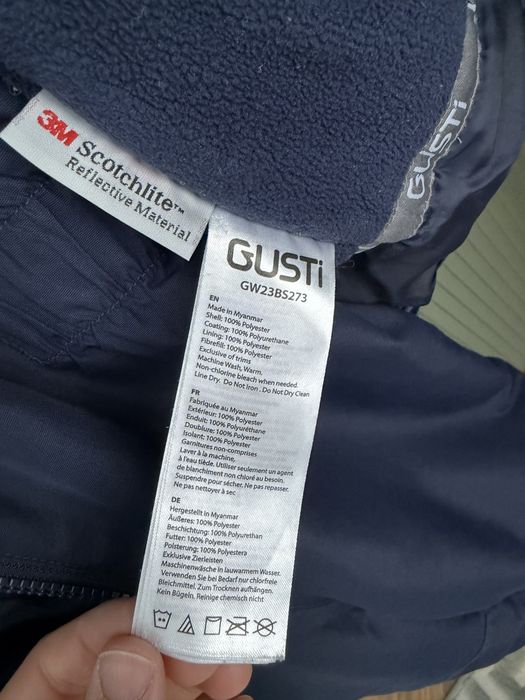 3M Scotchlite™
Reflective Material
GUSTi
GUSTi
GW23BS273
EN
Made in Myanmar
Shell: 100% Polyester
Coating: 100% Polyurethane
Lining: 100% Polyester
Fibrefill: 100% Polyester
Exclusive of trims
Machine Wash, Warm.
Non-chlorine bleach when needed.
Line Dry. Do Not Iron . Do Not Dry Clean
FR
Fabriquée au Myanmar
Extérieur: 100% Polyester
Enduit: 100% Polyuréthane
Doublure: 100% Polyester
Isolant: 100% Polyester
Garnitures non-comprises
Laver à la machine,
à l'eau tiède. Utiliser seulement un agent
de blanchiment non chloré au besoin.
Suspendre pour sécher. Ne pas repasser.
Ne pas nettoyer à sec
DE
Hergestellt in Myanmar
Äußeres: 100% Polyester
Beschichtung: 100% Polyurethan
Futter: 100% Polyester
Polsterung: 100% Polyestera
Exklusive Zierleisten
Maschinenwäsche in lauwarmem Wasser.
Verwenden Sie bei Bedarf nur chlorfreie
Bleichmittel. Zum Trocknen aufhängen.
Kein Bügeln. Reinige chemisch nicht